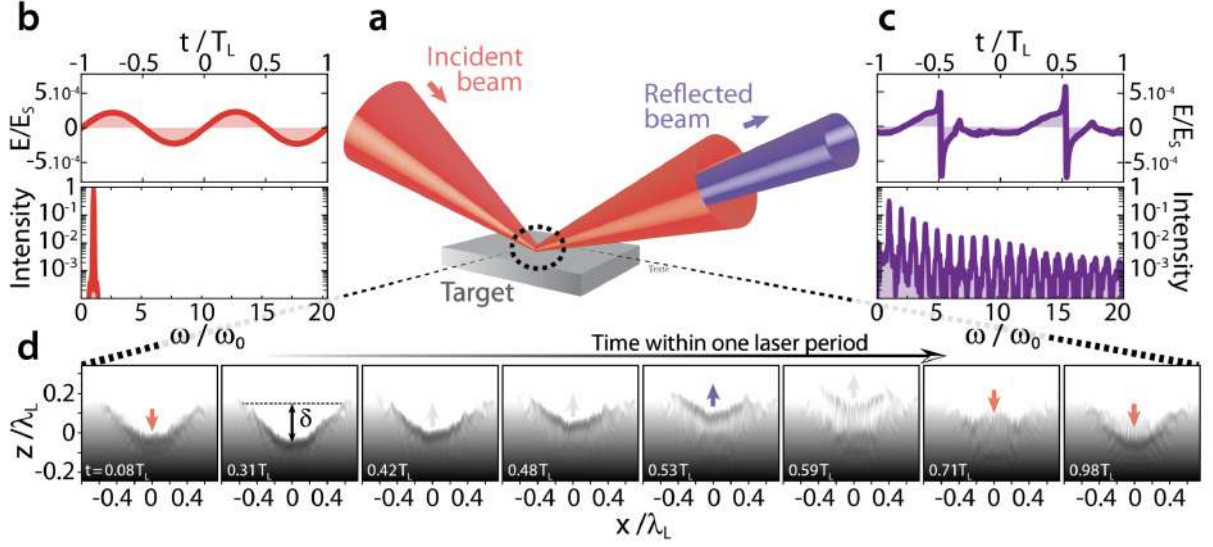 b
t / T_L
-1 -0.5 0 0.5 1
E/E_S
5.10⁻⁴
0
-5.10⁻⁴
Intensity
1
10⁻¹
10⁻²
10⁻³
0 5 10 15 20
ω / ω₀
a
Incident
beam
Reflected
beam
Target
Texte
c
t / T_L
-1 -0.5 0 0.5 1
5.10⁻⁴
0
-5.10⁻⁴
E/E_S
1
10⁻¹
10⁻²
10⁻³
Intensity
0 5 10 15 20
ω / ω₀
d
Time within one laser period
z/λ_L
0.2
0
-0.2
δ
t=0.08T_L 0.31T_L 0.42T_L 0.48T_L 0.53T_L 0.59T_L 0.71T_L 0.98T_L
-0.4 0 0.4 -0.4 0 0.4 -0.4 0 0.4 -0.4 0 0.4 -0.4 0 0.4 -0.4 0 0.4 -0.4 0 0.4 -0.4 0 0.4
x/λ_L